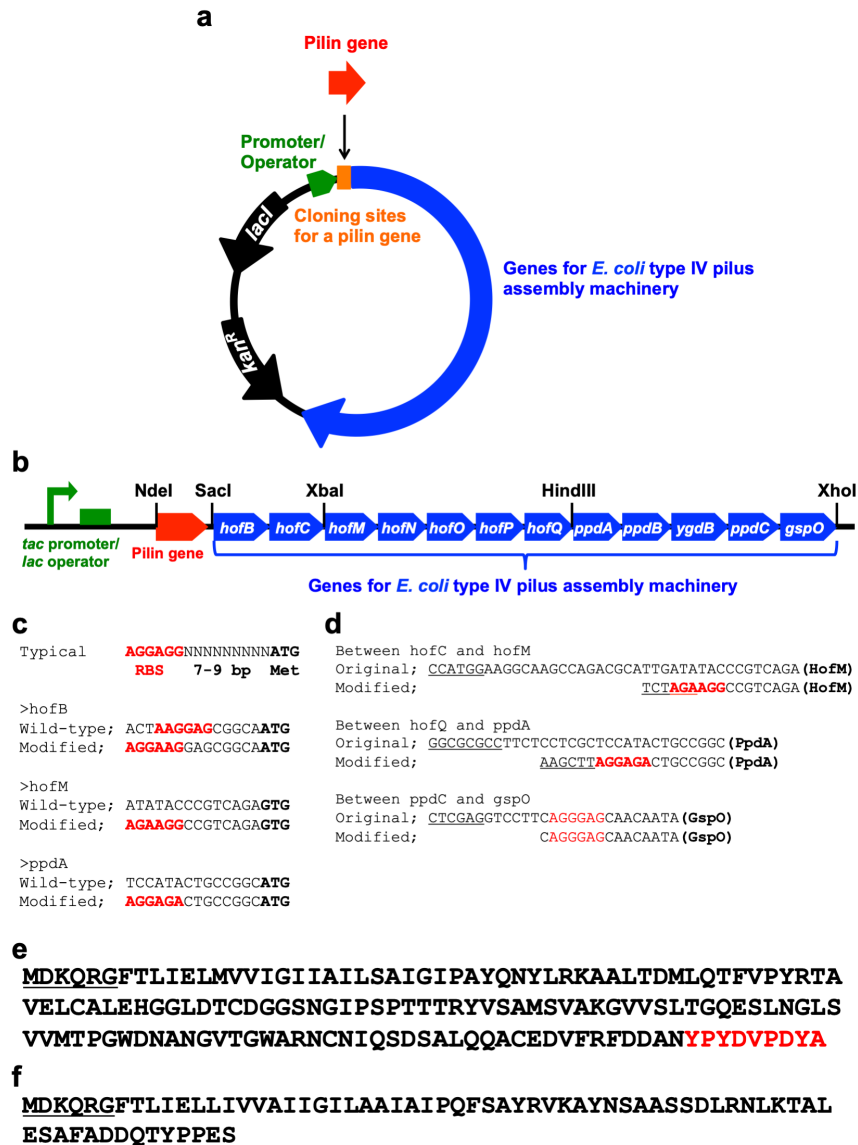 a
Pilin gene
Promoter/
Operator
Cloning sites
for a pilin gene
lacI
kanR
Genes for E. coli type IV pilus
assembly machinery
b
NdeI SacI XbaI HindIII XhoI
hofB hofC hofM hofN hofO hofP hofQ ppdA ppdB ygdB ppdC gspO
tac promoter/
lac operator
Pilin gene
Genes for E. coli type IV pilus assembly machinery
c
Typical AGGAGGNNNNNNNNNATG
RBS 7-9 bp Met
>hofB
Wild-type; ACTAAGGAGCGGCAATG
Modified; AGGAAGGAGCGGCAATG
>hofM
Wild-type; ATATACCCGTCAGAGTG
Modified; AGAAGGCCGTCAGAGTG
>ppdA
Wild-type; TCCATACTGCCGGCATG
Modified; AGGAGACTGCCGGCATG
d
Between hofC and hofM
Original; CCATGGAAGGCAAGCCAGACGCATTGATATACCCGTCAGA(HofM)
Modified; TCTAGAAGGCCGTCAGA(HofM)
Between hofQ and ppdA
Original; GGCGCGCCTTCTCCTCGCTCCATACTGCCGGC(PpdA)
Modified; AAGCTTAGGAGACTGCCGGC(PpdA)
Between ppdC and gspO
Original; CTCGAGGTCCTTCAGGGAGCAACAATA(GspO)
Modified; CAGGGAGCAACAATA(GspO)
e
MDKQRGFTLIELMVVIGIIAILSAIGIPAYQNYLRKAALTDMLQTFVPYRTA
VELCALEHGGLDTCDGGSNGIPSPTTTRYVSAMSVAKGVVSLTGQESLNGLS
VVMTPGWDNANGVTGWARNCNIQSDSALQQACEDVFRFDDANYPYDVPDYA
f
MDKQRGFTLIELLIVVAIIGILAAIAIPQFSAYRVKAYNSAASSDLRNLKTAL
ESAFADDQTYPPES